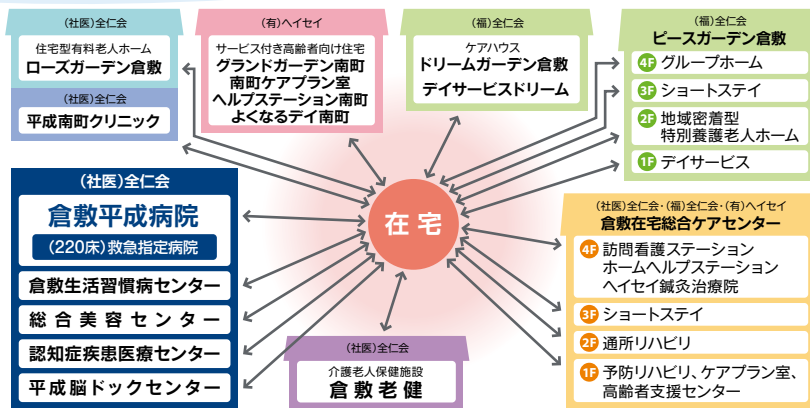 (社医)全仁会
住宅型有料老人ホーム
ローズガーデン倉敷
(社医)全仁会
平成南町クリニック
(有)ヘイセイ
サービス付き高齢者向け住宅
グランドガーデン南町
南町ケアプラン室
ヘルプステーション南町
よくなるデイ南町
(福)全仁会
ケアハウス
ドリームガーデン倉敷
デイサービスドリーム
(福)全仁会
ピースガーデン倉敷
4F グループホーム
3F ショートステイ
2F 地域密着型
特別養護老人ホーム
1F デイサービス
(社医)全仁会
倉敷平成病院
(220床)救急指定病院
倉敷生活習慣病センター
総合美容センター
認知症疾患医療センター
平成脳ドックセンター
在宅
(社医)全仁会
介護老人保健施設
倉敷老健
(社医)全仁会・(福)全仁会・(有)ヘイセイ
倉敷在宅総合ケアセンター
4F 訪問看護ステーション
ホームヘルプステーション
ヘイセイ鍼灸治療院
3F ショートステイ
2F 通所リハビリ
1F 予防リハビリ、ケアプラン室、
高齢者支援センター